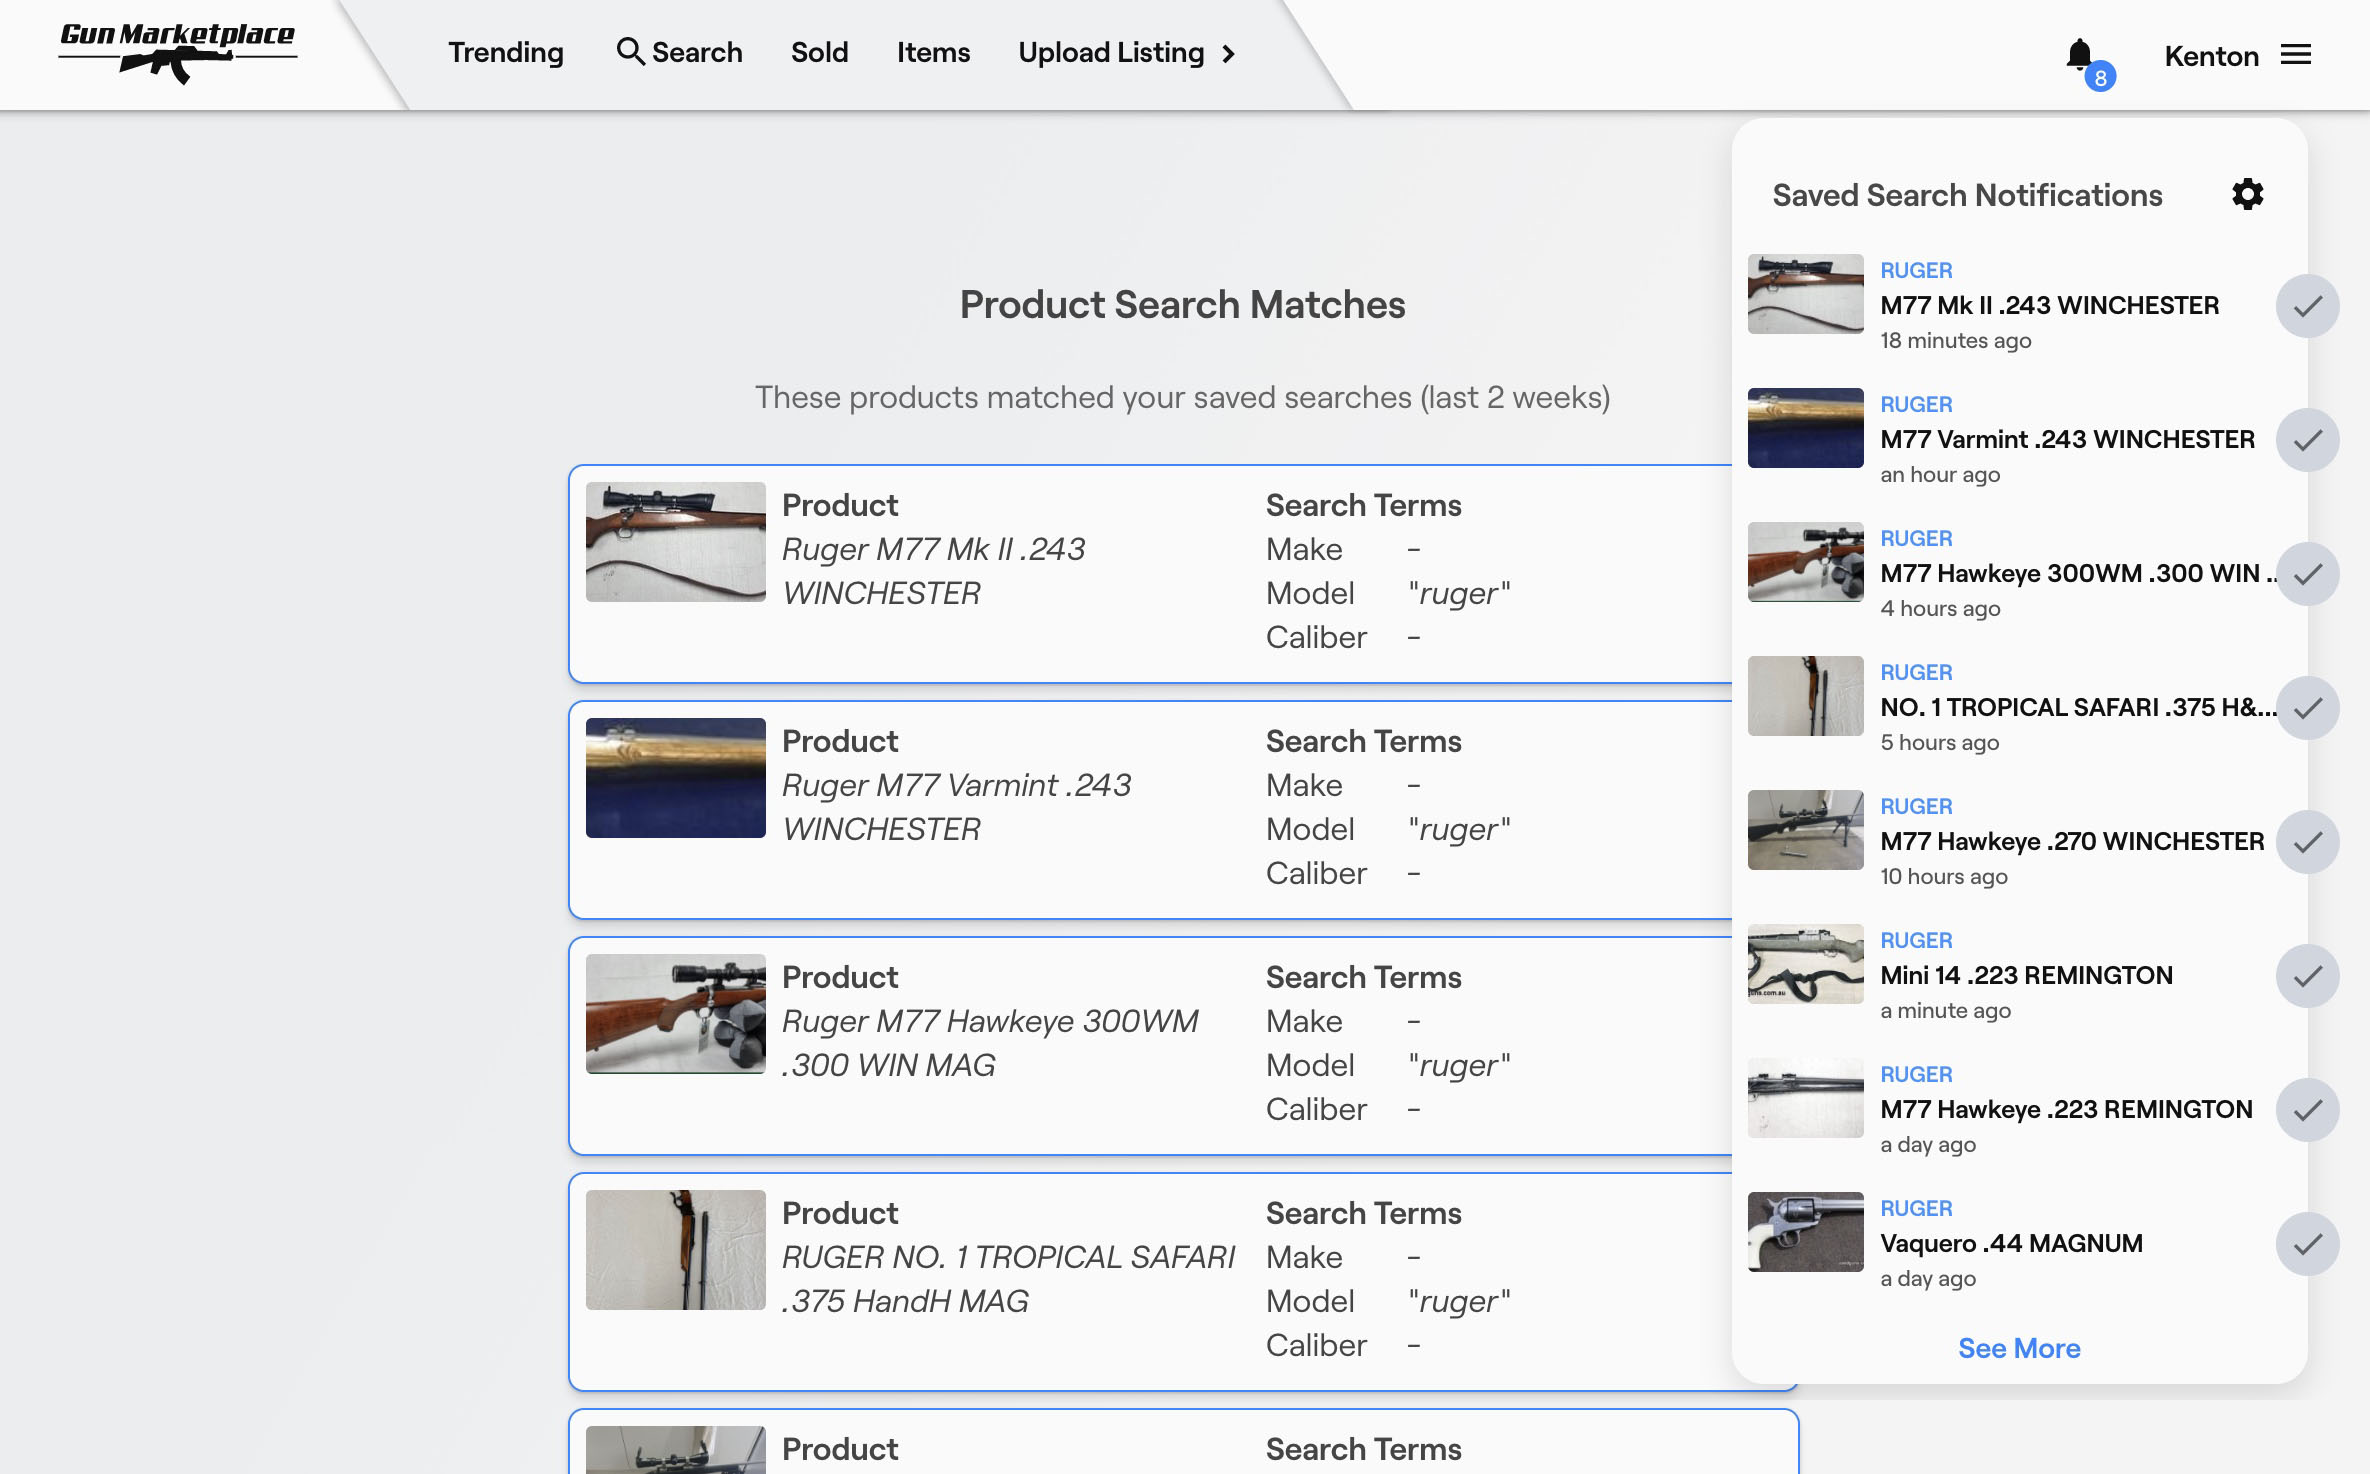 Gun Marketplace
Trending
Search
Sold
Items
Upload Listing
8
Kenton
Product Search Matches
These products matched your saved searches (last 2 weeks)
Product
Ruger M77 Mk II .243
WINCHESTER
Search Terms
Make -
Model "ruger"
Caliber -
Product
Ruger M77 Varmint .243
WINCHESTER
Search Terms
Make -
Model "ruger"
Caliber -
Product
Ruger M77 Hawkeye 300WM
.300 WIN MAG
Search Terms
Make -
Model "ruger"
Caliber -
Product
RUGER NO. 1 TROPICAL SAFARI
.375 HandH MAG
Search Terms
Make -
Model "ruger"
Caliber -
Product
Search Terms
Saved Search Notifications
RUGER
M77 Mk II .243 WINCHESTER
18 minutes ago
RUGER
M77 Varmint .243 WINCHESTER
an hour ago
RUGER
M77 Hawkeye 300WM .300 WIN ..
4 hours ago
RUGER
NO. 1 TROPICAL SAFARI .375 H&...
5 hours ago
RUGER
M77 Hawkeye .270 WINCHESTER
10 hours ago
RUGER
Mini 14 .223 REMINGTON
a minute ago
RUGER
M77 Hawkeye .223 REMINGTON
a day ago
RUGER
Vaquero .44 MAGNUM
a day ago
See More